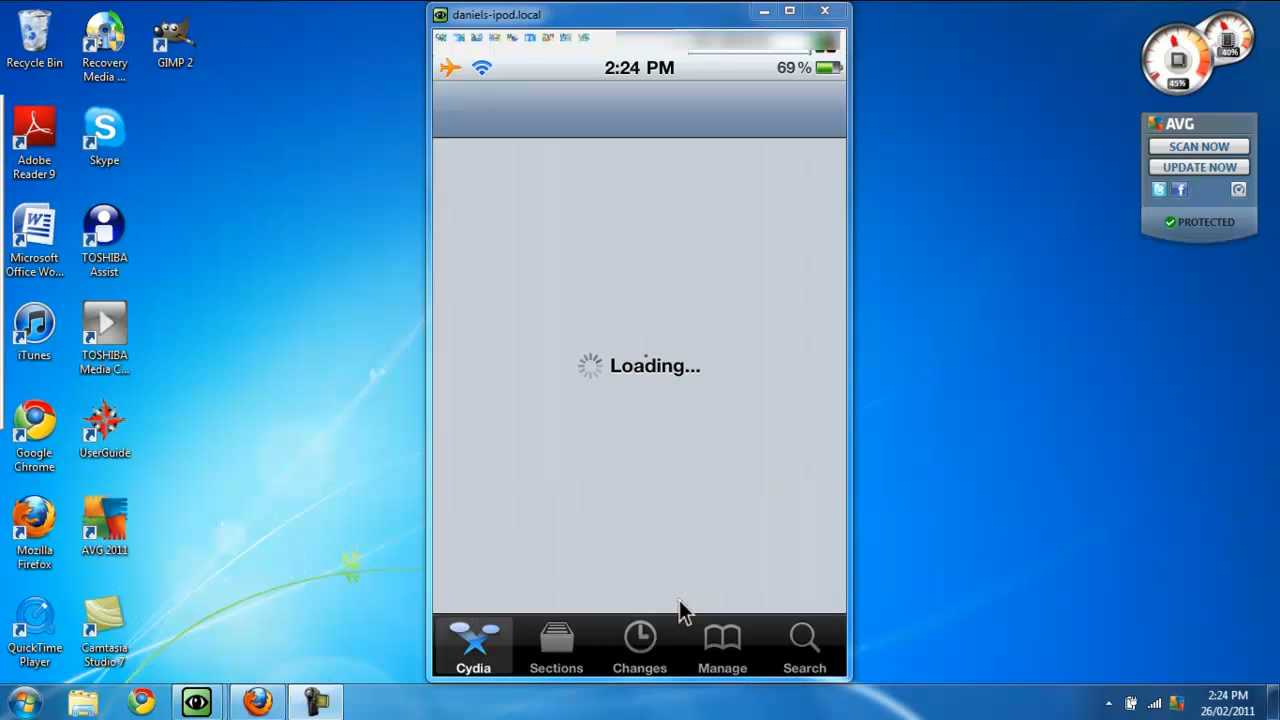 Recycle Bin
Recovery
Media ...
GIMP 2
Adobe
Reader 9
Skype
Microsoft
Office Wo...
TOSHIBA
Assist
iTunes
TOSHIBA
Media C...
Google
Chrome
UserGuide
Mozilla
Firefox
AVG 2011
QuickTime
Player
Camtasia
Studio 7
daniels-ipod.local
2:24 PM
69%
Loading...
Cydia
Sections
Changes
Manage
Search
40%
45%
AVG
SCAN NOW
UPDATE NOW
PROTECTED
2:24 PM
26/02/2011